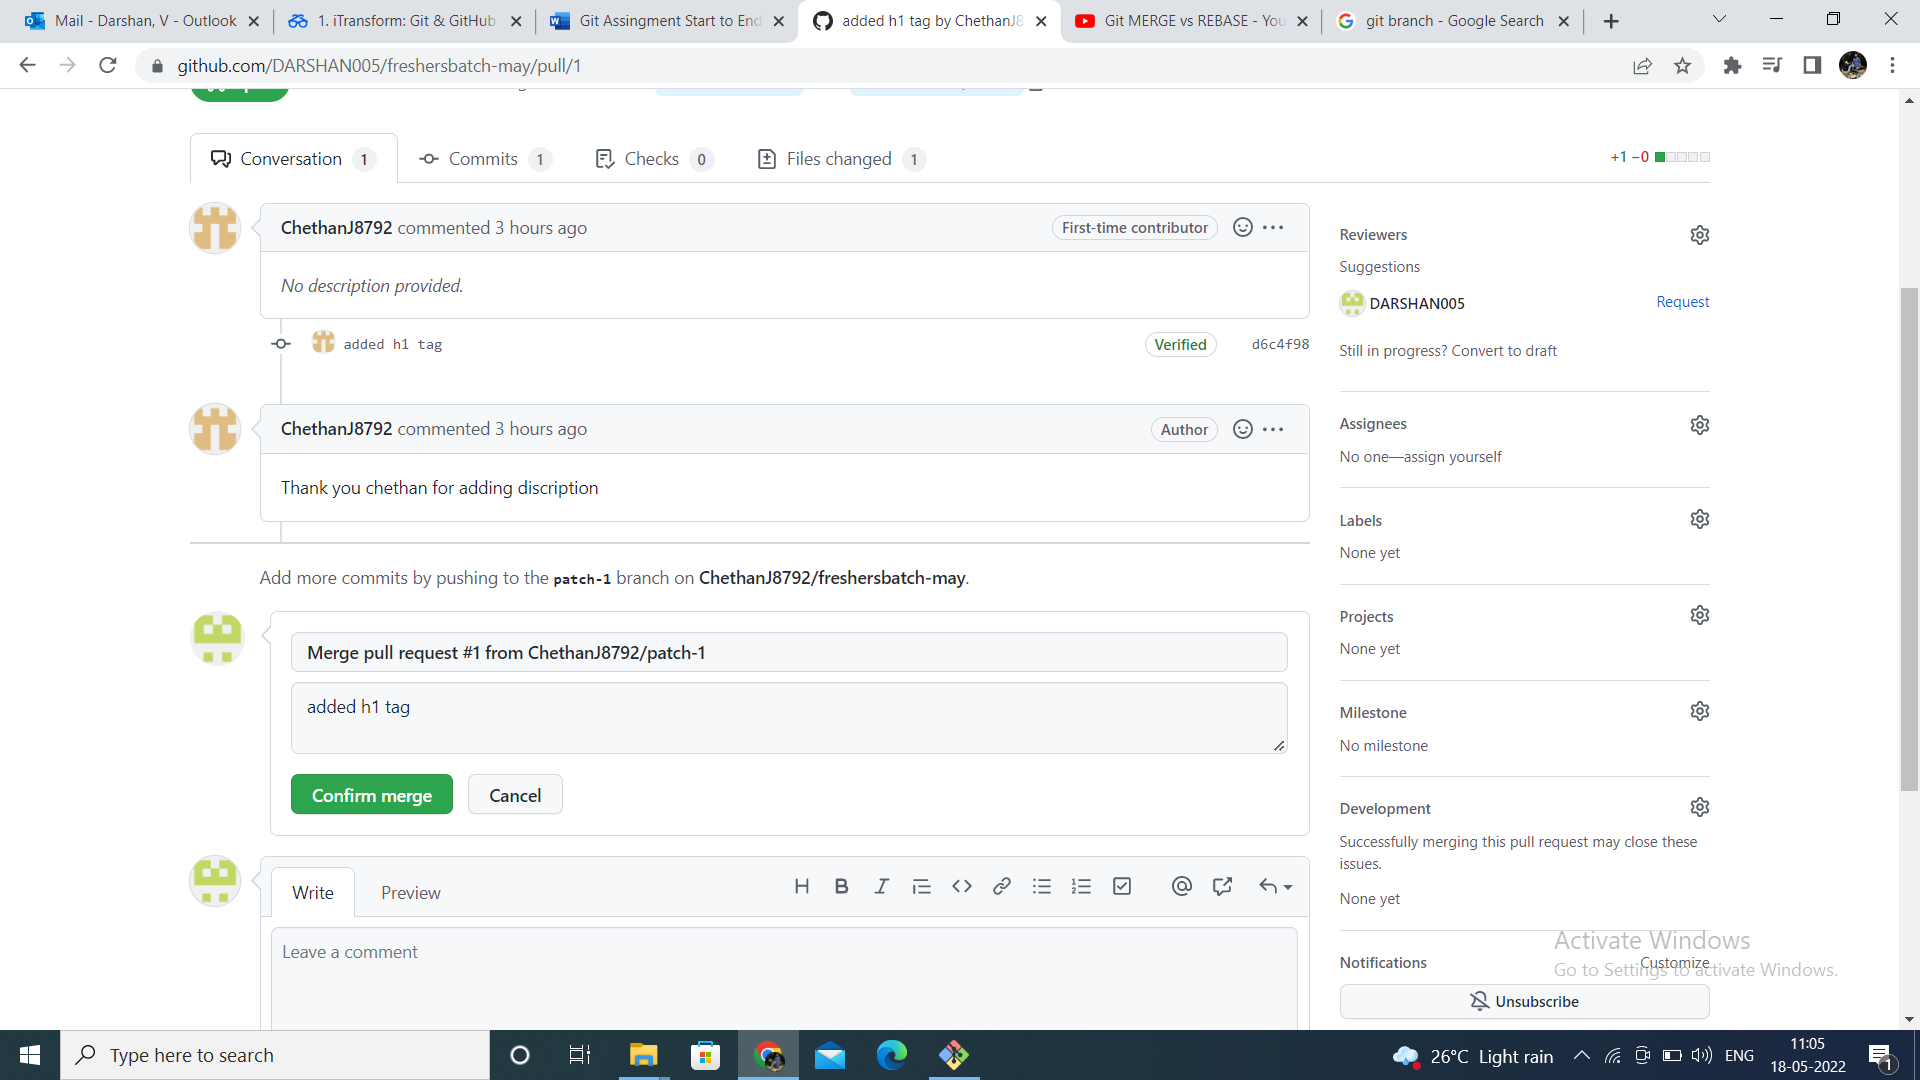 Mail - Darshan, V - Outlook
1. iTransform: Git & GitHub
Git Assingment Start to End
added h1 tag by ChethanJ8
Git MERGE vs REBASE - You
git branch - Google Search
github.com/DARSHAN005/freshersbatch-may/pull/1
Conversation 1
Commits 1
Checks 0
Files changed 1
+1 −0
ChethanJ8792 commented 3 hours ago
First-time contributor
No description provided.
added h1 tag
Verified
d6c4f98
ChethanJ8792 commented 3 hours ago
Author
Thank you chethan for adding discription
Add more commits by pushing to the patch-1 branch on ChethanJ8792/freshersbatch-may.
Merge pull request #1 from ChethanJ8792/patch-1
added h1 tag
Confirm merge
Cancel
Write
Preview
Leave a comment
Reviewers
Suggestions
DARSHAN005
Request
Still in progress? Convert to draft
Assignees
No one—assign yourself
Labels
None yet
Projects
None yet
Milestone
No milestone
Development
Successfully merging this pull request may close these
issues.
None yet
Notifications
Customize
Unsubscribe
Activate Windows
Go to Settings to activate Windows.
Type here to search
26°C Light rain
ENG
11:05
18-05-2022
1